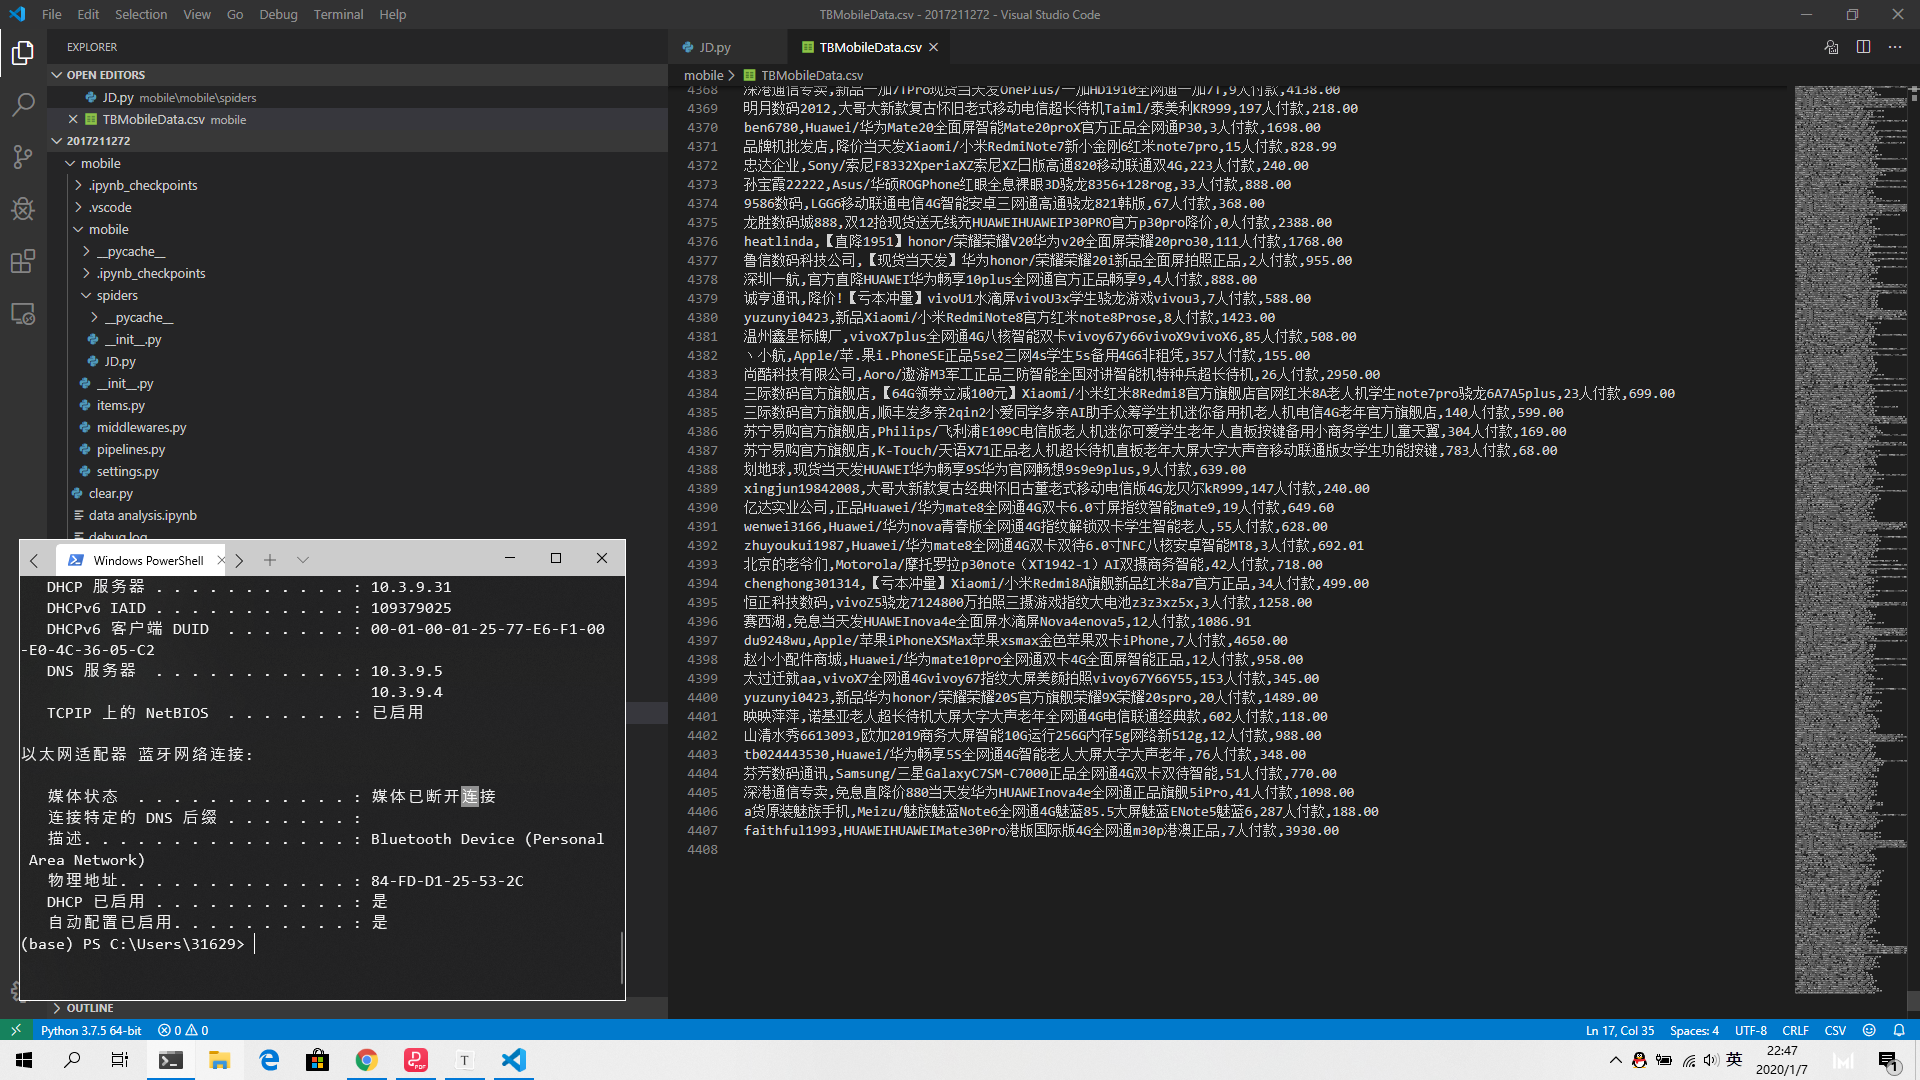 File Edit Selection View Go Debug Terminal Help
TBMobileData.csv - 2017211272 - Visual Studio Code
EXPLORER
OPEN EDITORS
JD.py mobile\mobile\spiders
TBMobileData.csv mobile
2017211272
mobile
.ipynb_checkpoints
.vscode
mobile
__pycache__
.ipynb_checkpoints
spiders
__pycache__
__init__.py
JD.py
__init__.py
items.py
middlewares.py
pipelines.py
settings.py
clear.py
data analysis.ipynb
debug.log
OUTLINE
JD.py
TBMobileData.csv
mobile > TBMobileData.csv
4368 深港通信专卖,新品一加/7Pro现货当天发OnePlus/一加HD1910全网通一加7T,9人付款,4138.00
4369 明月数码2012,大哥大新款复古怀旧老式移动电信超长待机Taiml/泰美利KR999,197人付款,218.00
4370 ben6780,Huawei/华为Mate20全面屏智能Mate20proX官方正品全网通P30,3人付款,1698.00
4371 品牌机批发店,降价当天发Xiaomi/小米RedmiNote7新小金刚6红米note7pro,15人付款,828.99
4372 忠达企业,Sony/索尼F8332XperiaXZ索尼XZ日版高通820移动联通双4G,223人付款,240.00
4373 孙宝霞22222,Asus/华硕ROGPhone红眼全息裸眼3D骁龙8356+128rog,33人付款,888.00
4374 9586数码,LGG6移动联通电信4G智能安卓三网通高通骁龙821韩版,67人付款,368.00
4375 龙胜数码城888,双12抢现货送无线充HUAWEIHUAWEIP30PRO官方p30pro降价,0人付款,2388.00
4376 heatlinda,【直降1951】honor/荣耀荣耀V20华为v20全面屏荣耀20pro30,111人付款,1768.00
4377 鲁信数码科技公司,【现货当天发】华为honor/荣耀荣耀20i新品全面屏拍照正品,2人付款,955.00
4378 深圳一航,官方直降HUAWEI华为畅享10plus全网通官方正品畅享9,4人付款,888.00
4379 诚亨通讯,降价!【亏本冲量】vivoU1水滴屏vivoU3x学生骁龙游戏vivou3,7人付款,588.00
4380 yuzunyi0423,新品Xiaomi/小米RedmiNote8官方红米note8Prose,8人付款,1423.00
4381 温州鑫星标牌厂,vivoX7plus全网通4G八核智能双卡vivoy67y66vivoX9vivoX6,85人付款,508.00
4382 丶小航,Apple/苹.果i.PhoneSE正品5se2三网4s学生5s备用4G6非租凭,357人付款,155.00
4383 尚酷科技有限公司,Aoro/遨游M3军工正品三防智能全国对讲智能机特种兵超长待机,26人付款,2950.00
4384 三际数码官方旗舰店,【64G领券立减100元】Xiaomi/小米红米8Redmi8官方旗舰店官网红米8A老人机学生note7pro骁龙6A7A5plus,23人付款,699.00
4385 三际数码官方旗舰店,顺丰发多亲2qin2小爱同学多亲AI助手众筹学生机迷你备用机老人机电信4G老年官方旗舰店,140人付款,599.00
4386 苏宁易购官方旗舰店,Philips/飞利浦E109C电信版老人机迷你可爱学生老年人直板按键备用小商务学生儿童天翼,304人付款,169.00
4387 苏宁易购官方旗舰店,K-Touch/天语X71正品老人机超长待机直板老年大屏大字大声音移动联通版女学生功能按键,783人付款,68.00
4388 划地球,现货当天发HUAWEI华为畅享9S华为官网畅想9s9e9plus,9人付款,639.00
4389 xingjun19842008,大哥大新款复古经典怀旧古董老式移动电信版4G龙贝尔kR999,147人付款,240.00
4390 亿达实业公司,正品Huawei/华为mate8全网通4G双卡6.0寸屏指纹智能mate9,19人付款,649.60
4391 wenwei3166,Huawei/华为nova青春版全网通4G指纹解锁双卡学生智能老人,55人付款,628.00
4392 zhuyoukui1987,Huawei/华为mate8全网通4G双卡双待6.0寸NFC八核安卓智能MT8,3人付款,692.01
4393 北京的老爷们,Motorola/摩托罗拉p30note（XT1942-1）AI双摄商务智能,42人付款,718.00
4394 chenghong301314,【亏本冲量】Xiaomi/小米Redmi8A旗舰新品红米8a7官方正品,34人付款,499.00
4395 恒正科技数码,vivoZ5骁龙7124800万拍照三摄游戏指纹大电池z3z3xz5x,3人付款,1258.00
4396 赛西湖,免息当天发HUAWEInova4e全面屏水滴屏Nova4enova5,12人付款,1086.91
4397 du9248wu,Apple/苹果iPhoneXSMax苹果xsmax金色苹果双卡iPhone,7人付款,4650.00
4398 赵小小配件商城,Huawei/华为mate10pro全网通双卡4G全面屏智能正品,12人付款,958.00
4399 太过迁就aa,vivoX7全网通4Gvivoy67指纹大屏美颜拍照vivoy67Y66Y55,153人付款,345.00
4400 yuzunyi0423,新品华为honor/荣耀荣耀20S官方旗舰荣耀9X荣耀20spro,20人付款,1489.00
4401 映映萍萍,诺基亚老人超长待机大屏大字大声老年全网通4G电信联通经典款,602人付款,118.00
4402 山清水秀6613093,欧加2019商务大屏智能10G运行256G内存5g网络新512g,12人付款,988.00
4403 tb024443530,Huawei/华为畅享5S全网通4G智能老人大屏大字大声老年,76人付款,348.00
4404 芬芳数码通讯,Samsung/三星GalaxyC7SM-C7000正品全网通4G双卡双待智能,51人付款,770.00
4405 深港通信专卖,免息直降价880当天发华为HUAWEInova4e全网通正品旗舰5iPro,41人付款,1098.00
4406 a货原装魅族手机,Meizu/魅族魅蓝Note6全网通4G魅蓝85.5大屏魅蓝ENote5魅蓝6,287人付款,188.00
4407 faithful1993,HUAWEIHUAWEIMate30Pro港版国际版4G全网通m30p港澳正品,7人付款,3930.00
4408
Windows PowerShell
DHCP 服务器 . . . . . . . . . . . : 10.3.9.31
DHCPv6 IAID . . . . . . . . . . . : 109379025
DHCPv6 客户端 DUID . . . . . . . : 00-01-00-01-25-77-E6-F1-00
-E0-4C-36-05-C2
DNS 服务器 . . . . . . . . . . . : 10.3.9.5
10.3.9.4
TCPIP 上的 NetBIOS . . . . . . . : 已启用
以太网适配器 蓝牙网络连接:
媒体状态 . . . . . . . . . . . . : 媒体已断开连接
连接特定的 DNS 后缀 . . . . . . . :
描述. . . . . . . . . . . . . . . : Bluetooth Device (Personal
Area Network)
物理地址. . . . . . . . . . . . . : 84-FD-D1-25-53-2C
DHCP 已启用 . . . . . . . . . . . : 是
自动配置已启用. . . . . . . . . . : 是
(base) PS C:\Users\31629>
Python 3.7.5 64-bit 0 0
Ln 17, Col 35 Spaces: 4 UTF-8 CRLF CSV
英
22:47
2020/1/7
1